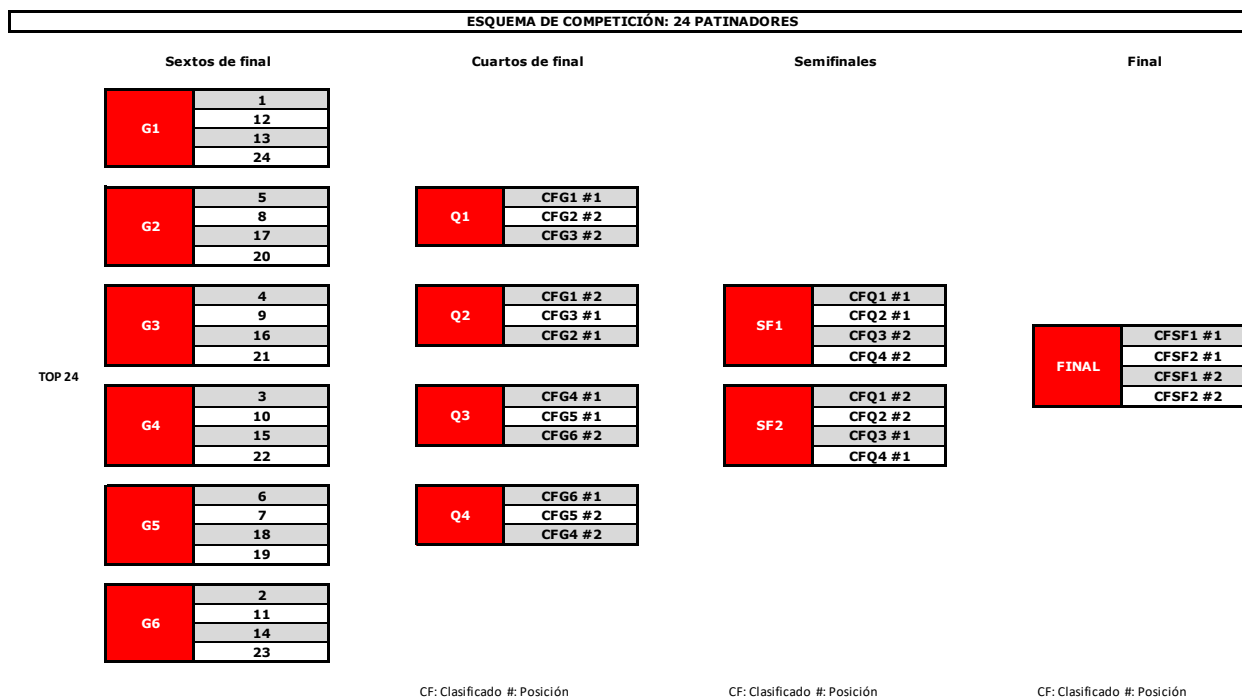 ESQUEMA DE COMPETICIÓN: 24 PATINADORES
Sextos de final
Cuartos de final
Semifinales
Final
TOP 24
G1
1
12
13
24
G2
5
8
17
20
G3
4
9
16
21
G4
3
10
15
22
G5
6
7
18
19
G6
2
11
14
23
Q1
CFG1 #1
CFG2 #2
CFG3 #2
Q2
CFG1 #2
CFG3 #1
CFG2 #1
Q3
CFG4 #1
CFG5 #1
CFG6 #2
Q4
CFG6 #1
CFG5 #2
CFG4 #2
SF1
CFQ1 #1
CFQ2 #1
CFQ3 #2
CFQ4 #2
SF2
CFQ1 #2
CFQ2 #2
CFQ3 #1
CFQ4 #1
FINAL
CFSF1 #1
CFSF2 #1
CFSF1 #2
CFSF2 #2
CF: Clasificado #: Posición
CF: Clasificado #: Posición
CF: Clasificado #: Posición